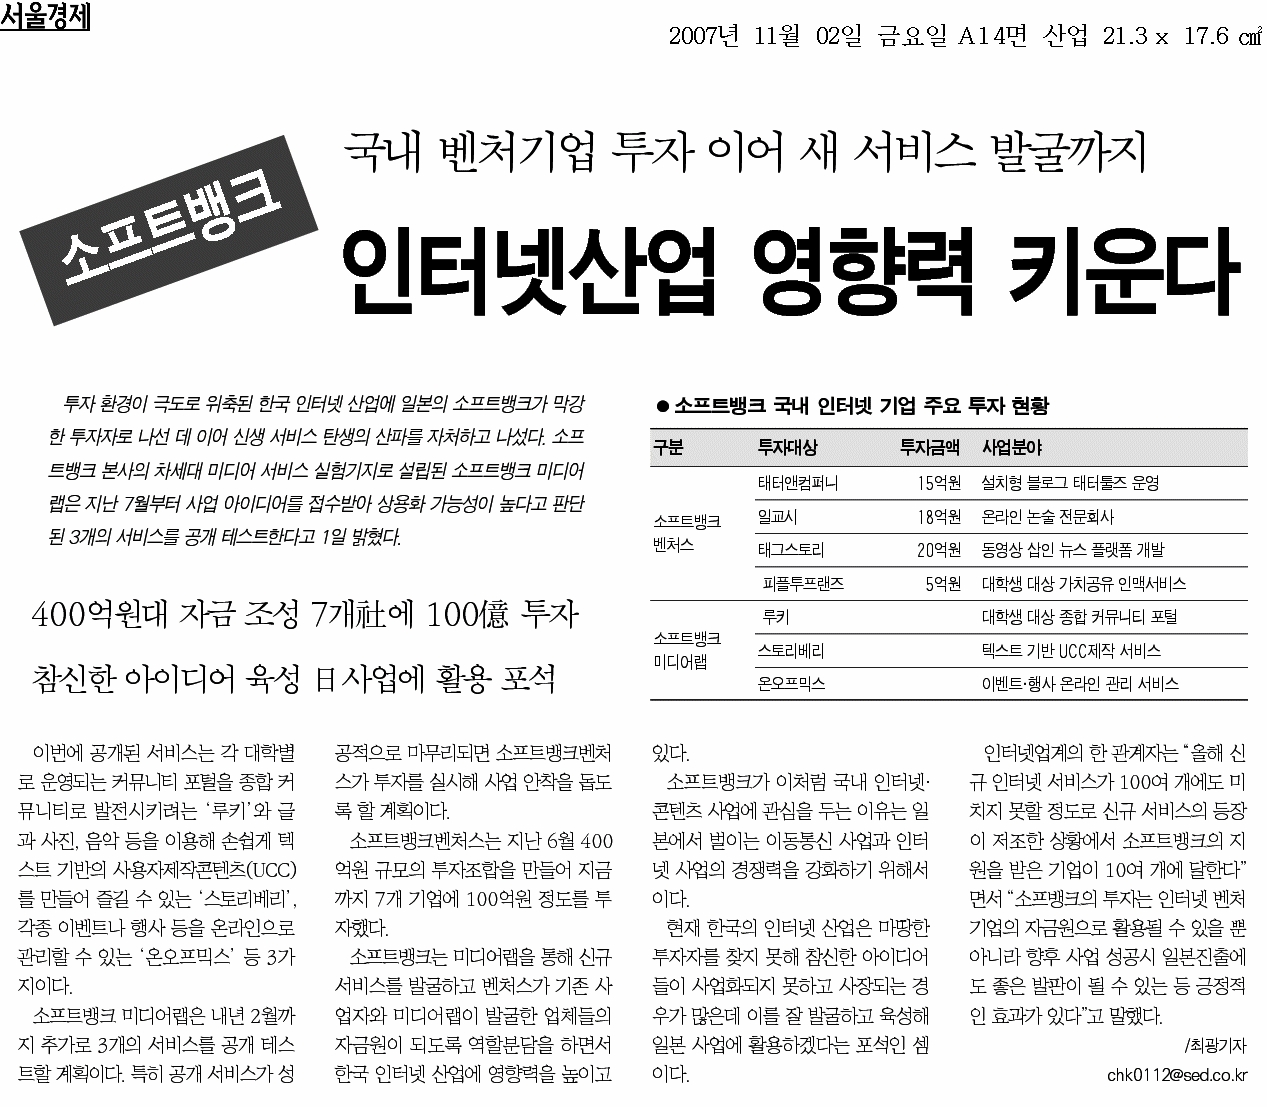 서울경제
2007년 11월 02일 금요일 A14면 산업 21.3 x 17.6 ㎠
소프트뱅크
국내 벤처기업 투자 이어 새 서비스 발굴까지
인터넷산업 영향력 키운다
투자 환경이 극도로 위축된 한국 인터넷 산업에 일본의 소프트뱅크가 막강
한 투자자로 나선 데 이어 신생 서비스 탄생의 산파를 자처하고 나섰다. 소프
트뱅크 본사의 차세대 미디어 서비스 실험기지로 설립된 소프트뱅크 미디어
랩은 지난 7월부터 사업 아이디어를 접수받아 상용화 가능성이 높다고 판단
된 3개의 서비스를 공개 테스트한다고 1일 밝혔다.
400억원대 자금 조성 7개社에 100億 투자
참신한 아이디어 육성 日사업에 활용 포석
● 소프트뱅크 국내 인터넷 기업 주요 투자 현황
구분 투자대상 투자금액 사업분야
소프트뱅크
벤처스
태터앤컴퍼니 15억원 설치형 블로그 태터툴즈 운영
일교시 18억원 온라인 논술 전문회사
태그스토리 20억원 동영상 삽인 뉴스 플랫폼 개발
피플투프랜즈 5억원 대학생 대상 가치공유 인맥서비스
소프트뱅크
미디어랩
루키 대학생 대상 종합 커뮤니티 포털
스토리베리 텍스트 기반 UCC제작 서비스
온오프믹스 이벤트·행사 온라인 관리 서비스
이번에 공개된 서비스는 각 대학별
로 운영되는 커뮤니티 포털을 종합 커
뮤니티로 발전시키려는 ‘루키’와 글
과 사진, 음악 등을 이용해 손쉽게 텍
스트 기반의 사용자제작콘텐츠(UCC)
를 만들어 즐길 수 있는 ‘스토리베리’,
각종 이벤트나 행사 등을 온라인으로
관리할 수 있는 ‘온오프믹스’ 등 3가
지이다.
소프트뱅크 미디어랩은 내년 2월까
지 추가로 3개의 서비스를 공개 테스
트할 계획이다. 특히 공개 서비스가 성
공적으로 마무리되면 소프트뱅크벤처
스가 투자를 실시해 사업 안착을 돕도
록 할 계획이다.
소프트뱅크벤처스는 지난 6월 400
억원 규모의 투자조합을 만들어 지금
까지 7개 기업에 100억원 정도를 투
자했다.
소프트뱅크는 미디어랩을 통해 신규
서비스를 발굴하고 벤처스가 기존 사
업자와 미디어랩이 발굴한 업체들의
자금원이 되도록 역할분담을 하면서
한국 인터넷 산업에 영향력을 높이고
있다.
소프트뱅크가 이처럼 국내 인터넷·
콘텐츠 사업에 관심을 두는 이유는 일
본에서 벌이는 이동통신 사업과 인터
넷 사업의 경쟁력을 강화하기 위해서
이다.
현재 한국의 인터넷 산업은 마땅한
투자자를 찾지 못해 참신한 아이디어
들이 사업화되지 못하고 사장되는 경
우가 많은데 이를 잘 발굴하고 육성해
일본 사업에 활용하겠다는 포석인 셈
이다.
인터넷업계의 한 관계자는 “올해 신
규 인터넷 서비스가 100여 개에도 미
치지 못할 정도로 신규 서비스의 등장
이 저조한 상황에서 소프트뱅크의 지
원을 받은 기업이 10여 개에 달한다”
면서 “소프뱅크의 투자는 인터넷 벤처
기업의 자금원으로 활용될 수 있을 뿐
아니라 향후 사업 성공시 일본진출에
도 좋은 발판이 될 수 있는 등 긍정적
인 효과가 있다”고 말했다.
/최광기자
chk0112@sed.co.kr